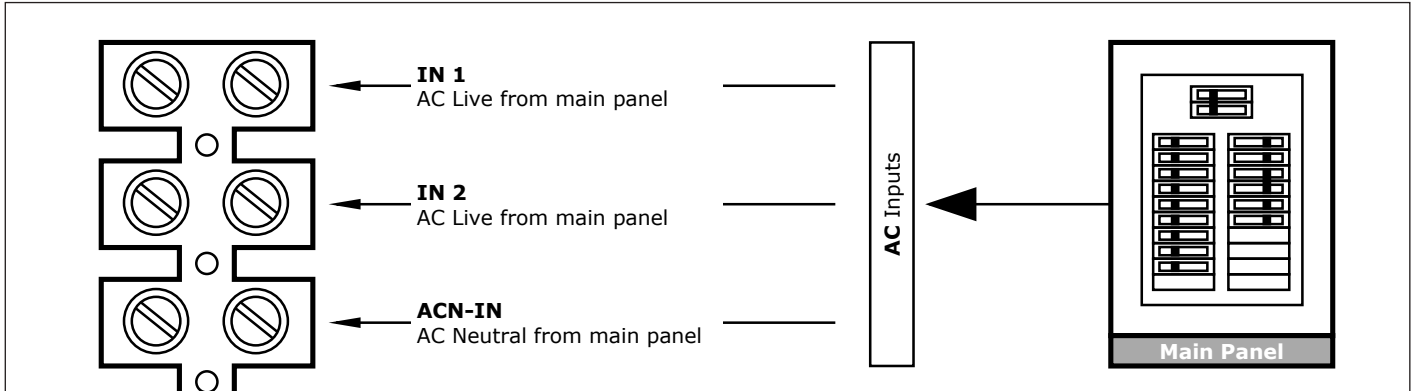 IN 1
AC Live from main panel
IN 2
AC Live from main panel
ACN-IN
AC Neutral from main panel
AC Inputs
Main Panel